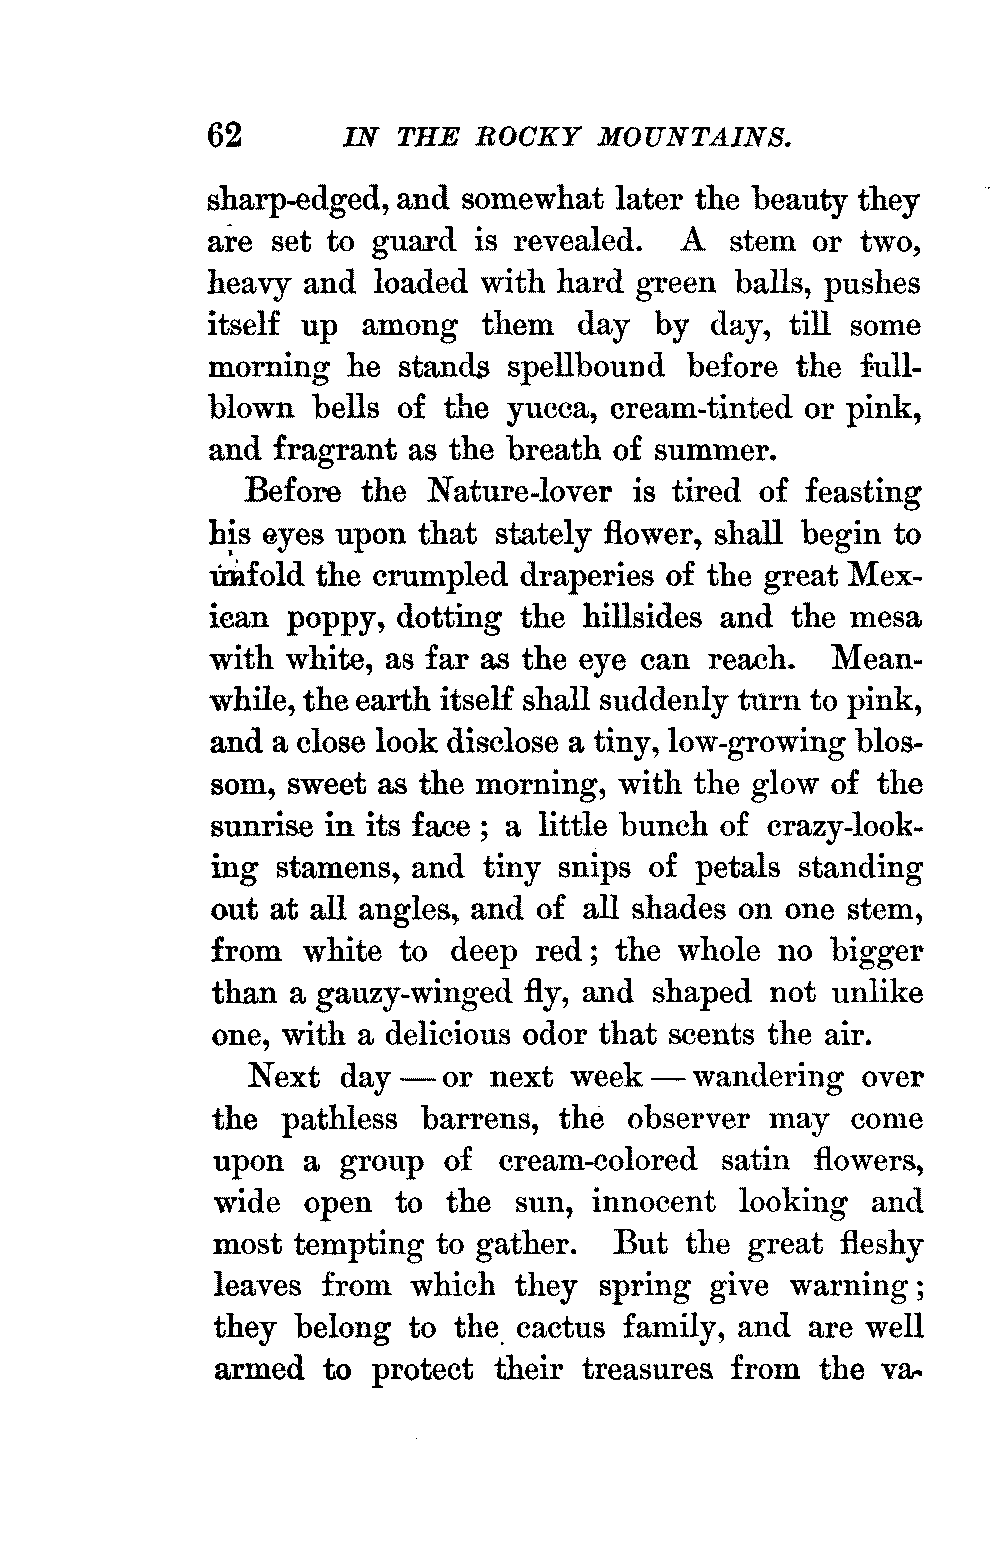 62 IN THE ROCKY MOUNTAINS.
sharp-edged, and somewhat later the beauty they
are set to guard is revealed. A stem or two,
heavy and loaded with hard green balls, pushes
itself up among them day by day, till some
morning he stands spellbound before the full-
blown bells of the yucca, cream-tinted or pink,
and fragrant as the breath of summer.
Before the Nature-lover is tired of feasting
his eyes upon that stately flower, shall begin to
unfold the crumpled draperies of the great Mex-
ican poppy, dotting the hillsides and the mesa
with white, as far as the eye can reach. Mean-
while, the earth itself shall suddenly turn to pink,
and a close look disclose a tiny, low-growing blos-
som, sweet as the morning, with the glow of the
sunrise in its face ; a little bunch of crazy-look-
ing stamens, and tiny snips of petals standing
out at all angles, and of all shades on one stem,
from white to deep red ; the whole no bigger
than a gauzy-winged fly, and shaped not unlike
one, with a delicious odor that scents the air.
Next day — or next week — wandering over
the pathless barrens, the observer may come
upon a group of cream-colored satin flowers,
wide open to the sun, innocent looking and
most tempting to gather. But the great fleshy
leaves from which they spring give warning ;
they belong to the cactus family, and are well
armed to protect their treasures from the va-